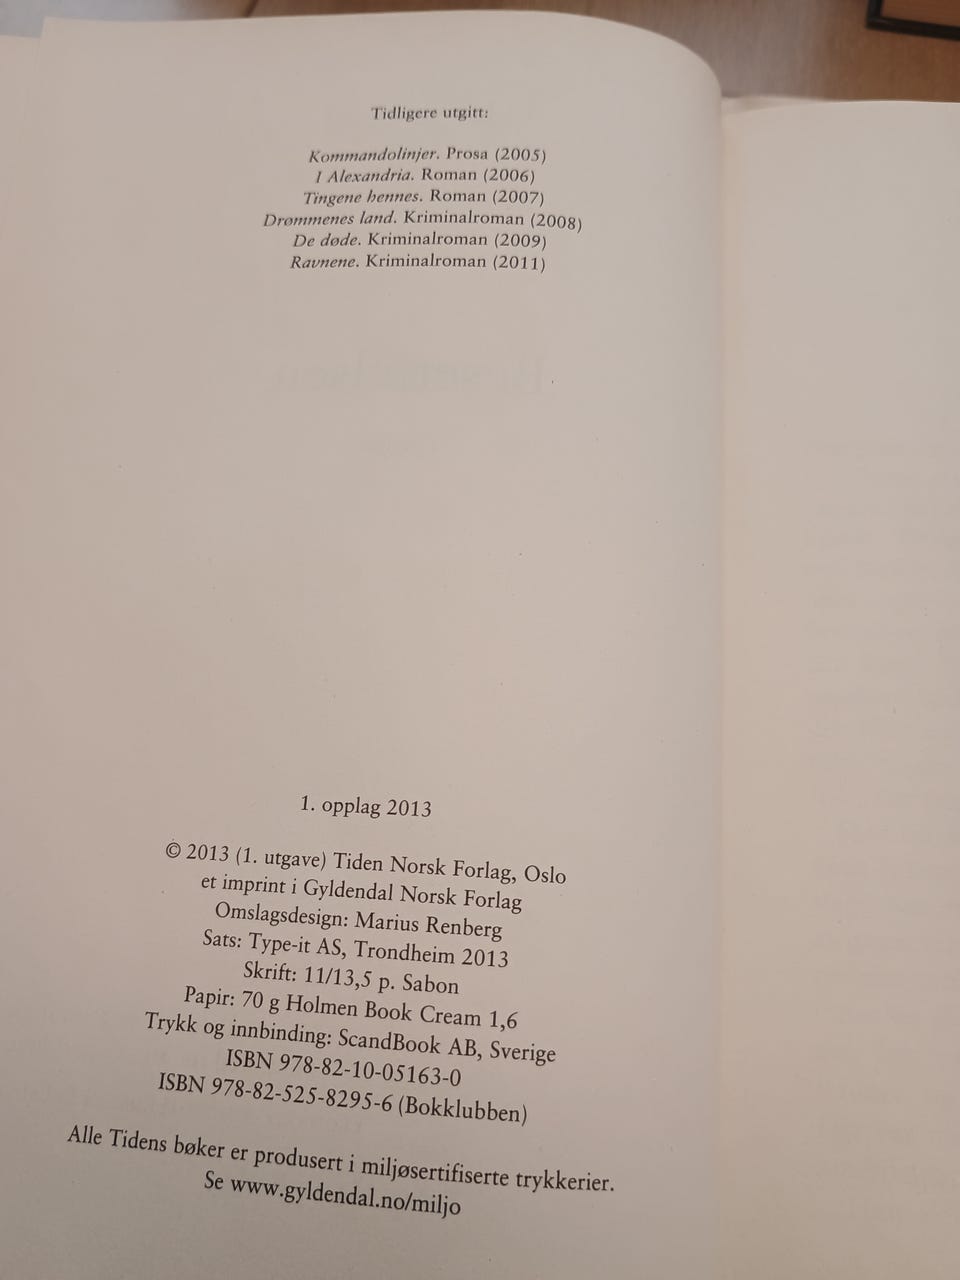 Tidligere utgitt:
Kommandolinjer. Prosa (2005)
I Alexandria. Roman (2006)
Tingene hennes. Roman (2007)
Drømmenes land. Kriminalroman (2008)
De døde. Kriminalroman (2009)
Ravnene. Kriminalroman (2011)
1. opplag 2013
© 2013 (1. utgave) Tiden Norsk Forlag, Oslo
et imprint i Gyldendal Norsk Forlag
Omslagsdesign: Marius Renberg
Sats: Type-it AS, Trondheim 2013
Skrift: 11/13,5 p. Sabon
Papir: 70 g Holmen Book Cream 1,6
Trykk og innbinding: ScandBook AB, Sverige
ISBN 978-82-10-05163-0
ISBN 978-82-525-8295-6 (Bokklubben)
Alle Tidens bøker er produsert i miljøsertifiserte trykkerier.
Se www.gyldendal.no/miljo